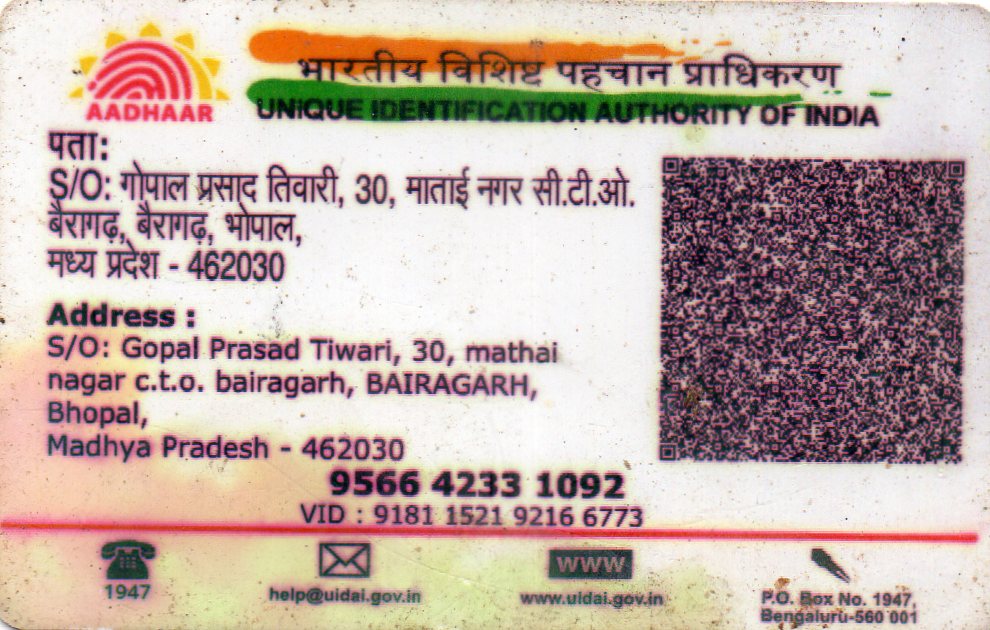 भारतीय विशिष्ट पहचान प्राधिकरण
AADHAAR
UNIQUE IDENTIFICATION AUTHORITY OF INDIA
पता:
S/O: गोपाल प्रसाद तिवारी, 30, माताई नगर सी.टी.ओ.
बैरागढ़, बैरागढ़, भोपाल,
मध्य प्रदेश - 462030
Address :
S/O: Gopal Prasad Tiwari, 30, mathai
nagar c.t.o. bairagarh, BAIRAGARH,
Bhopal,
Madhya Pradesh - 462030
9566 4233 1092
VID : 9181 1521 9216 6773
1947
help@uidai.gov.in
WWW
www.uidai.gov.in
P.O. Box No. 1947,
Bengaluru-560 001